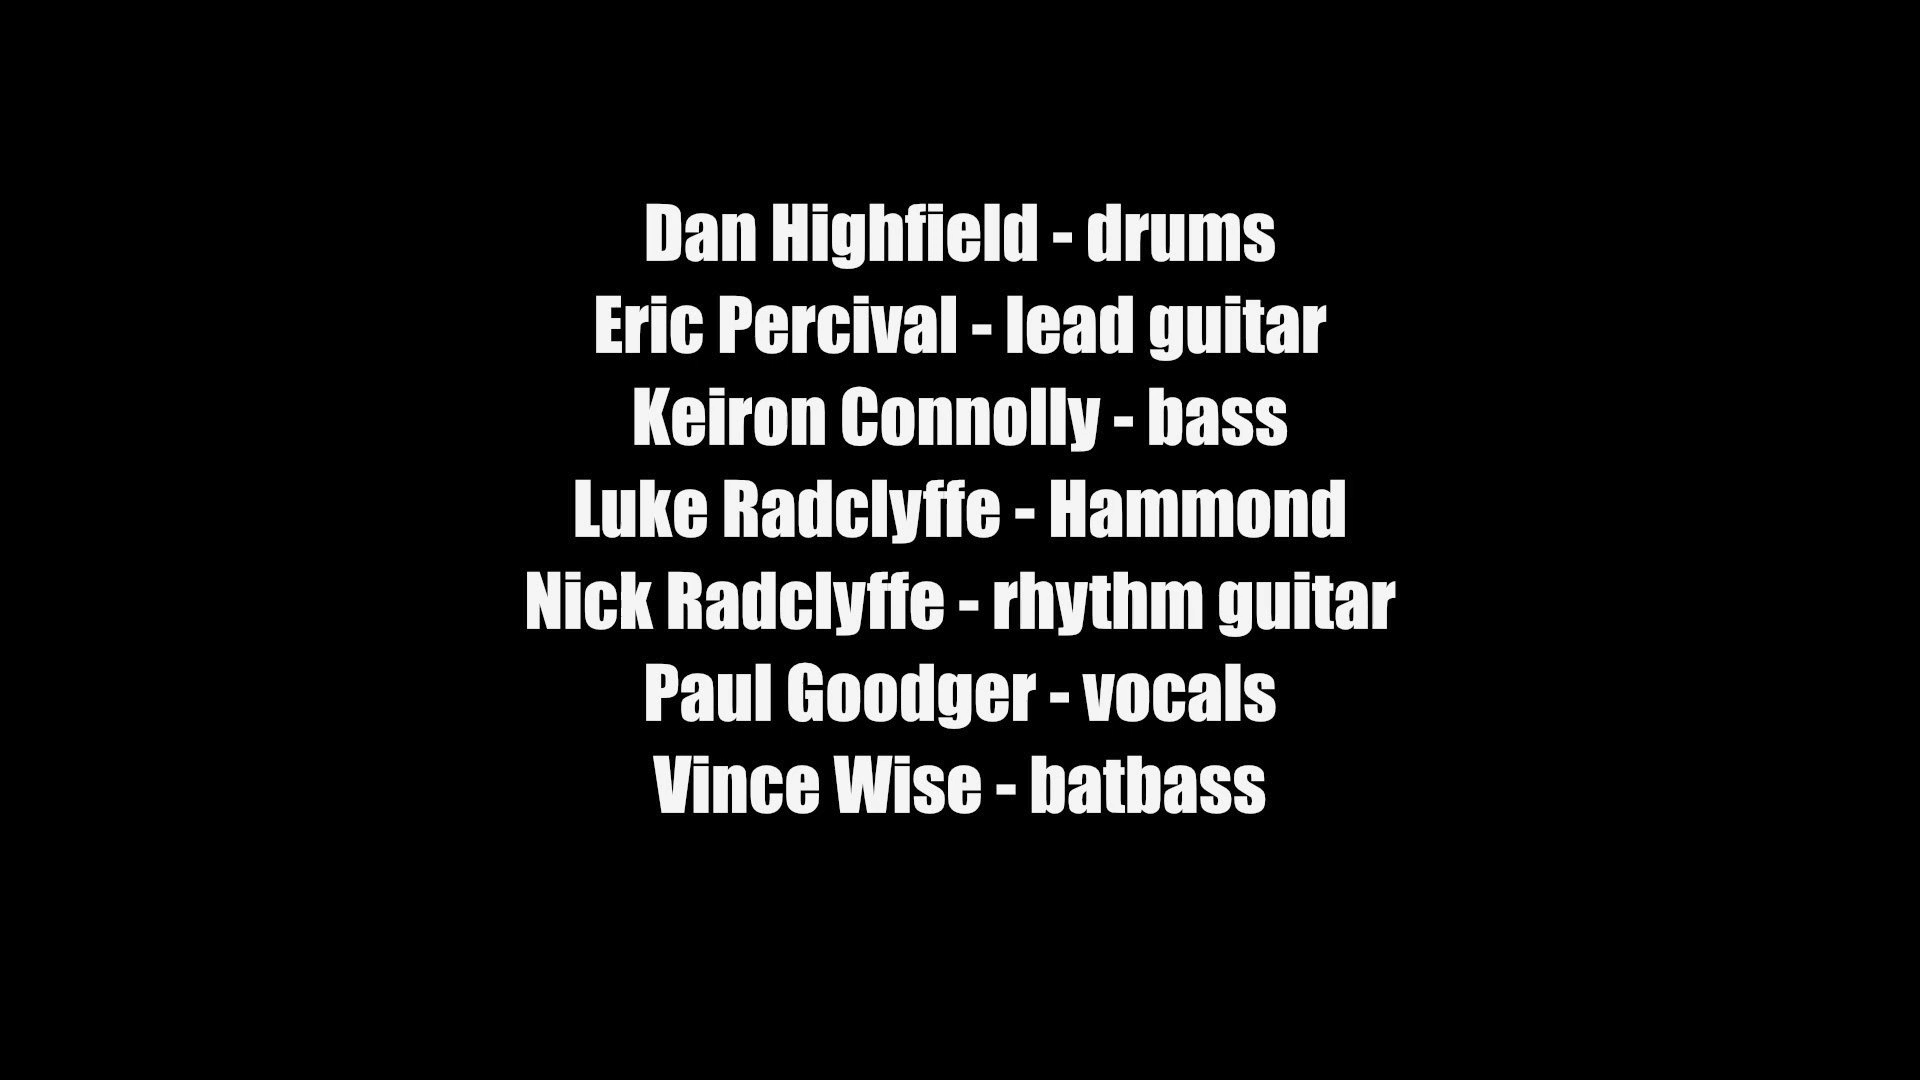 Dan Highfield - drums
Eric Percival - lead guitar
Keiron Connolly - bass
Luke Radclyffe - Hammond
Nick Radclyffe - rhythm guitar
Paul Goodger - vocals
Vince Wise - batbass